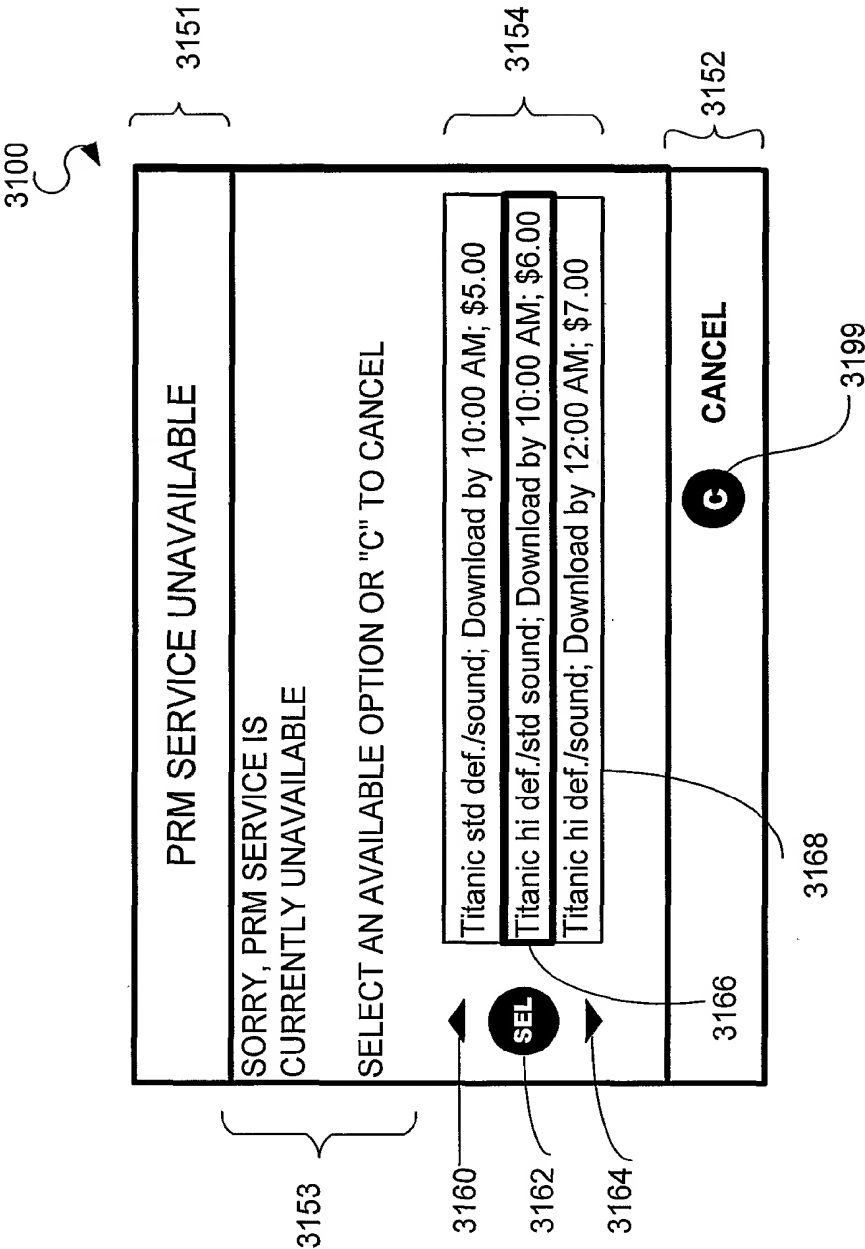 3100
PRM SERVICE UNAVAILABLE
3151
SORRY, PRM SERVICE IS
CURRENTLY UNAVAILABLE
3153
SELECT AN AVAILABLE OPTION OR "C" TO CANCEL
3160
SEL
3162
3164
Titanic std def./sound; Download by 10:00 AM; $5.00
Titanic hi def./std sound; Download by 10:00 AM; $6.00
Titanic hi def./sound; Download by 12:00 AM; $7.00
3154
3166
3168
C CANCEL
3152
3199